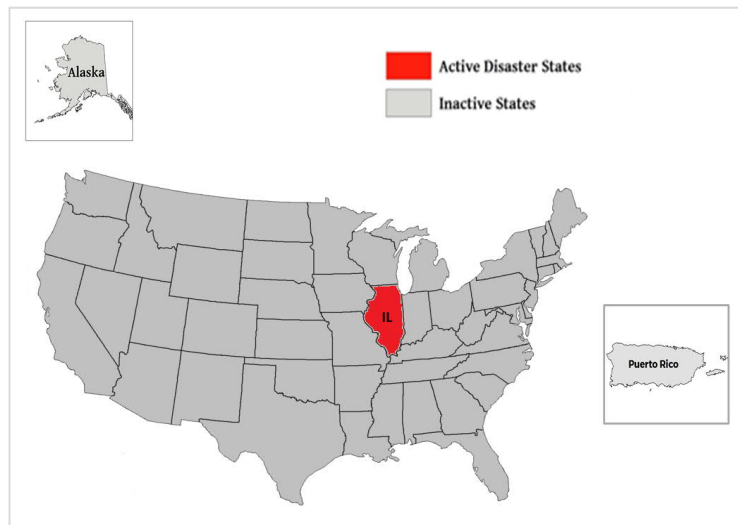 Alaska
Active Disaster States
Inactive States
IL
Puerto Rico